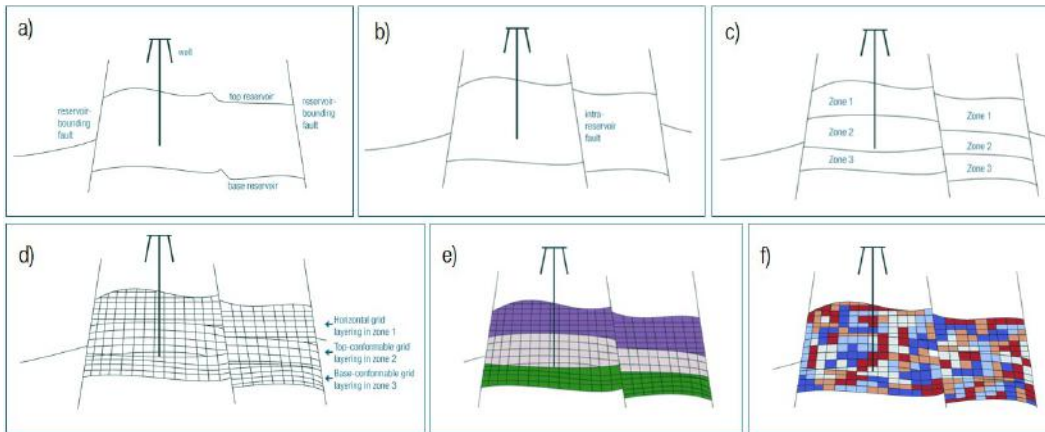 a)
well
top reservoir
reservoir-
bounding
fault
reservoir-
bounding
fault
base reservoir
b)
intra-
reservoir
fault
c)
Zone 1
Zone 1
Zone 2
Zone 2
Zone 3
Zone 3
d)
Horizontal grid
layering in zone 1
Top-conformable grid
layering in zone 2
Base-conformable grid
layering in zone 3
e)
f)